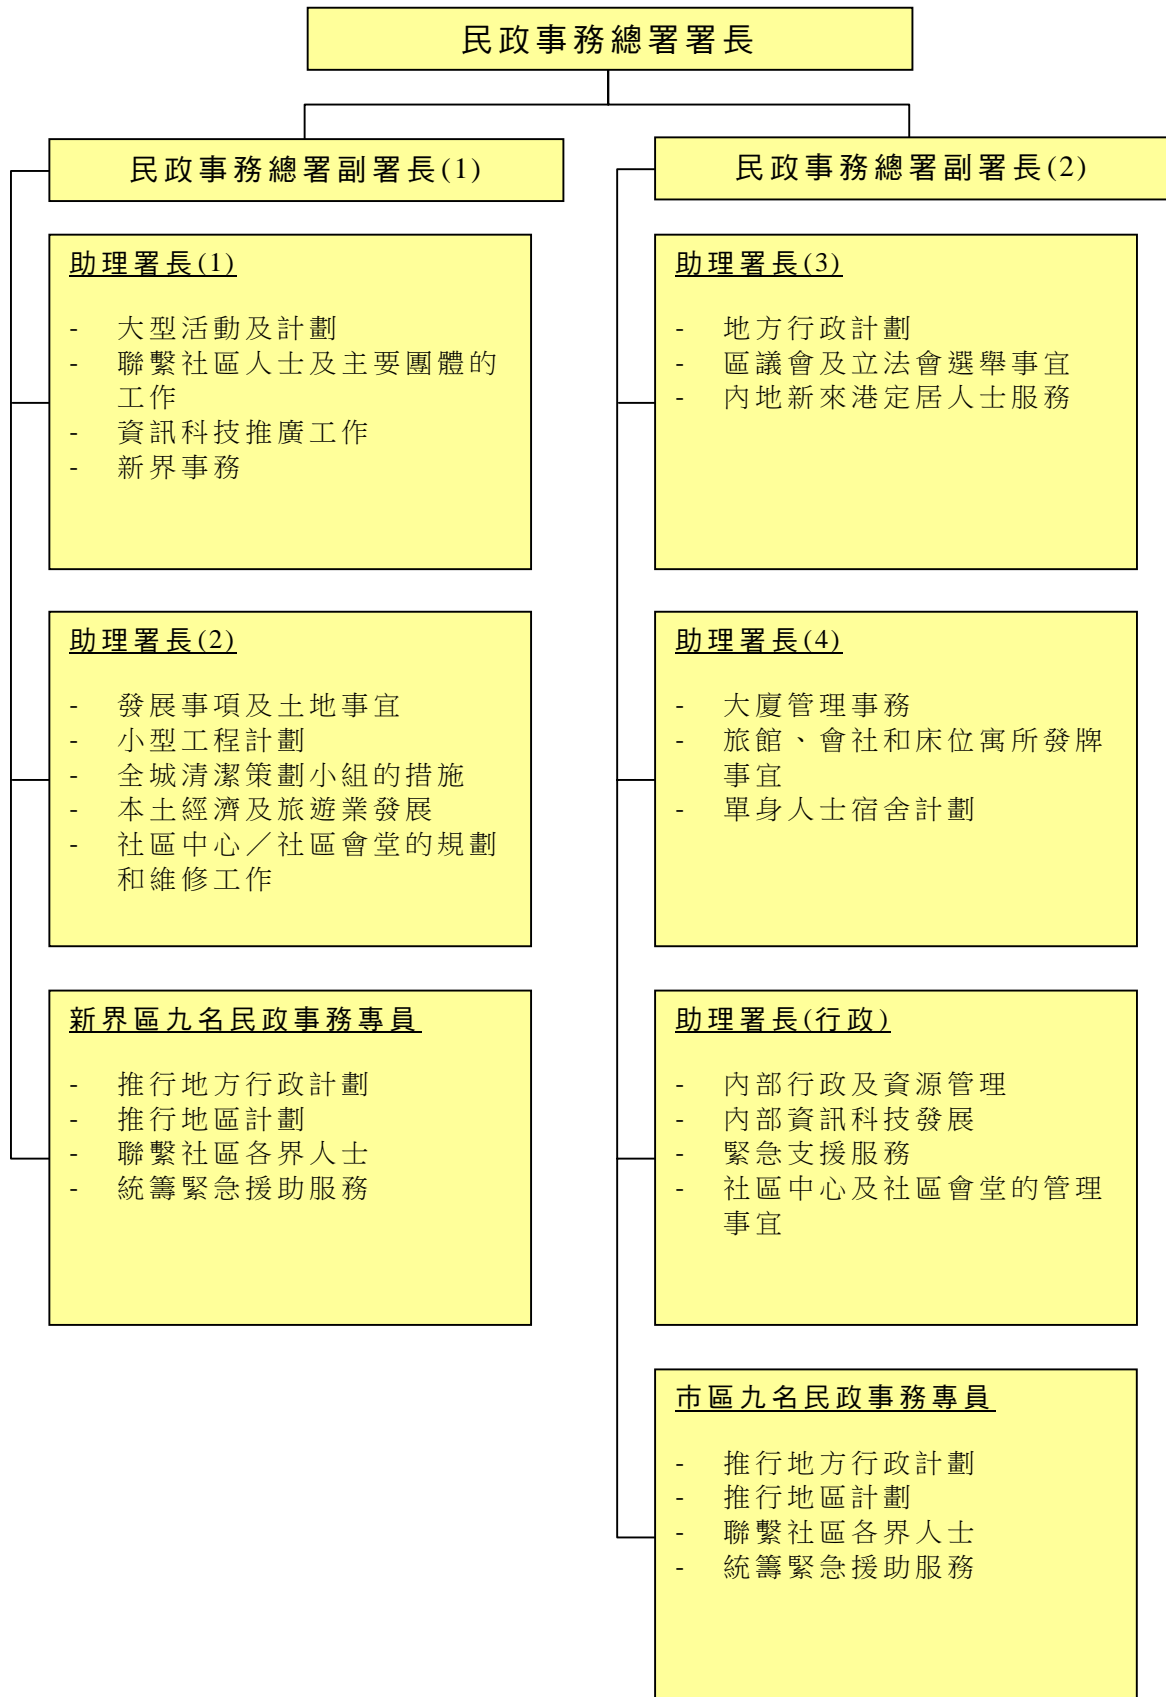 民政事務總署署長
民政事務總署副署長(1)
助理署長(1)
- 大型活動及計劃
- 聯繫社區人士及主要團體的
工作
- 資訊科技推廣工作
- 新界事務
助理署長(2)
- 發展事項及土地事宜
- 小型工程計劃
- 全城清潔策劃小組的措施
- 本土經濟及旅遊業發展
- 社區中心／社區會堂的規劃
和維修工作
新界區九名民政事務專員
- 推行地方行政計劃
- 推行地區計劃
- 聯繫社區各界人士
- 統籌緊急援助服務
民政事務總署副署長(2)
助理署長(3)
- 地方行政計劃
- 區議會及立法會選舉事宜
- 內地新來港定居人士服務
助理署長(4)
- 大廈管理事務
- 旅館、會社和床位寓所發牌
事宜
- 單身人士宿舍計劃
助理署長(行政)
- 內部行政及資源管理
- 內部資訊科技發展
- 緊急支援服務
- 社區中心及社區會堂的管理
事宜
市區九名民政事務專員
- 推行地方行政計劃
- 推行地區計劃
- 聯繫社區各界人士
- 統籌緊急援助服務